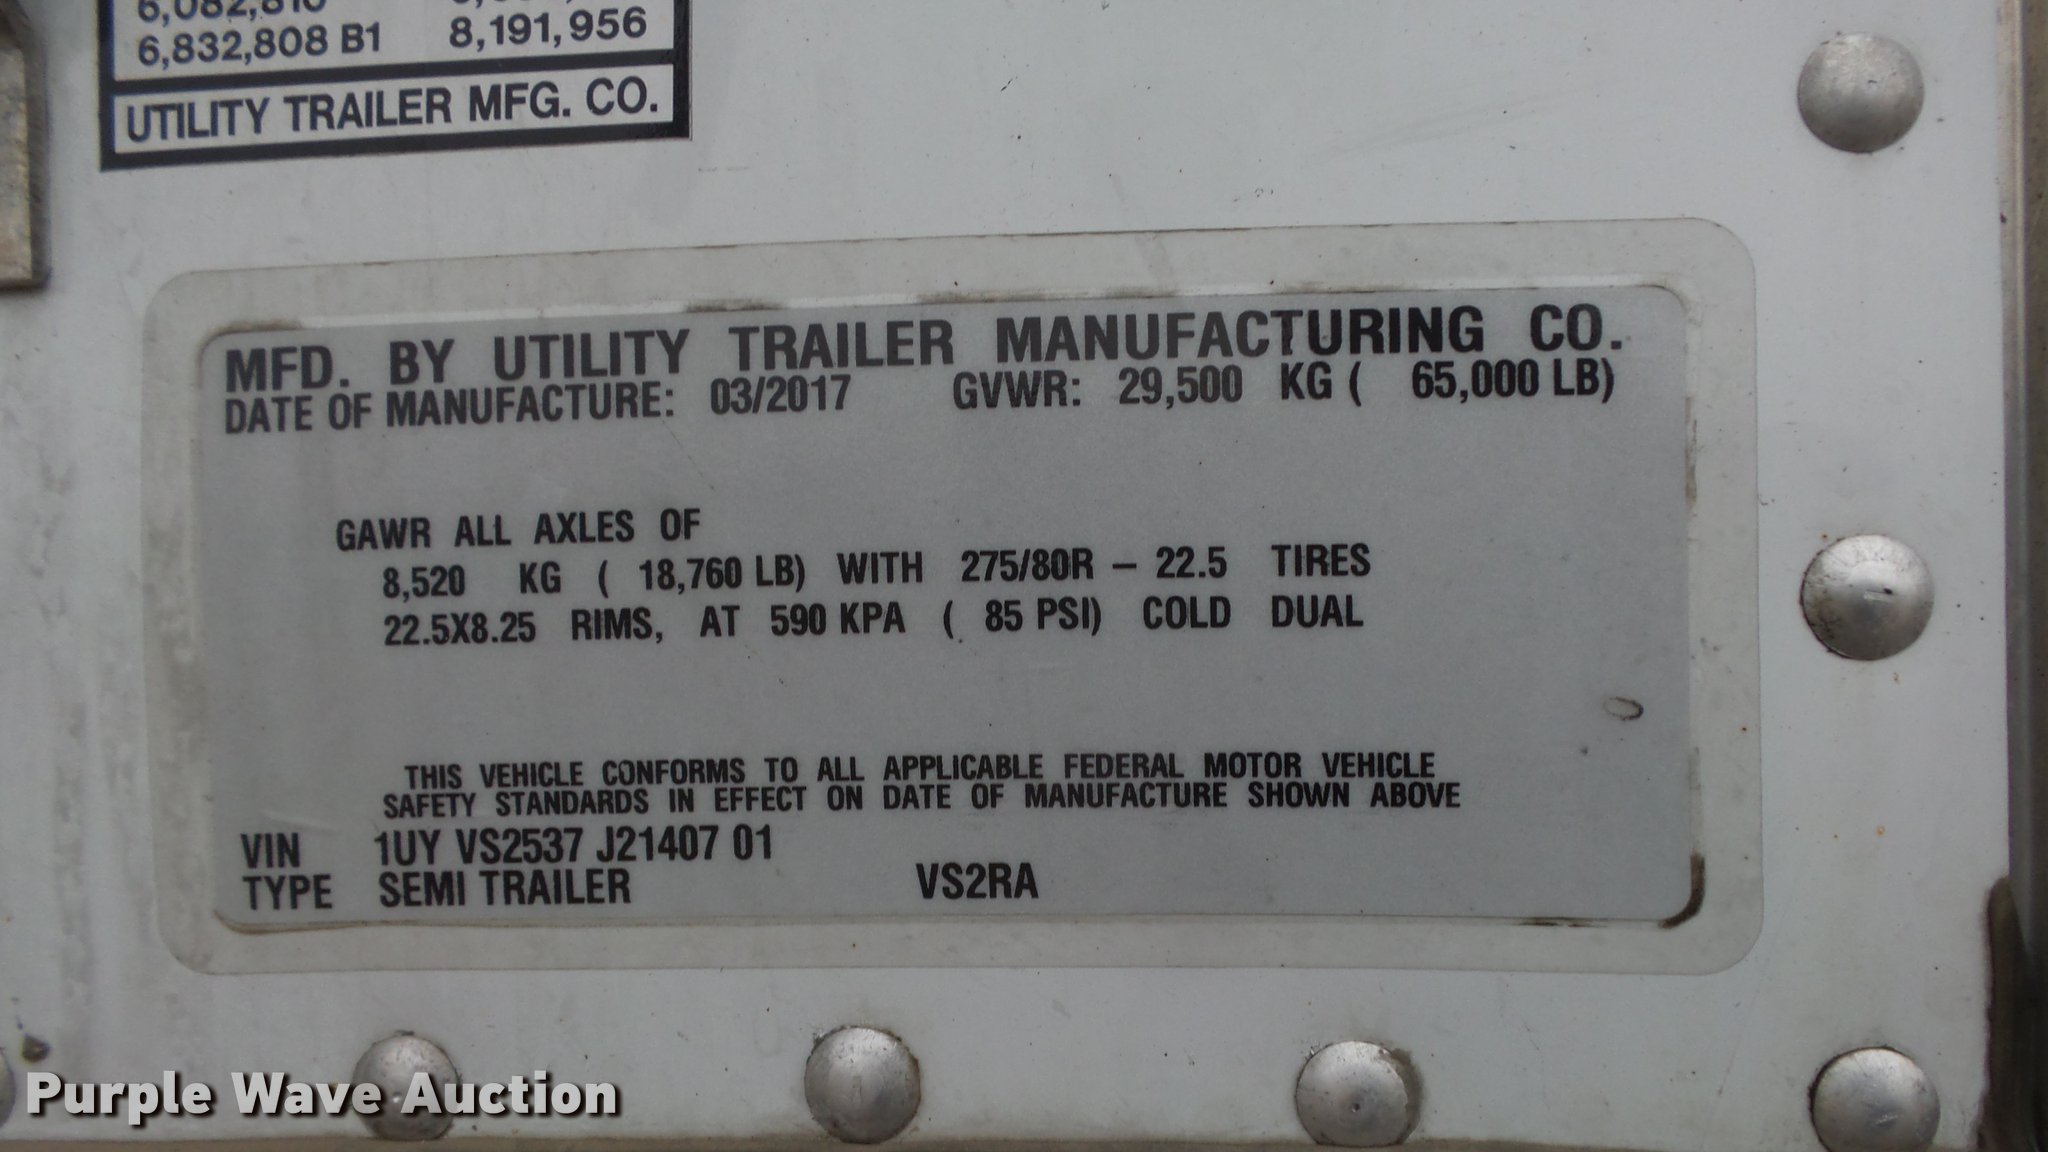 6,082,810
6,832,808 B1 8,191,956
UTILITY TRAILER MFG. CO.
MFD. BY UTILITY TRAILER MANUFACTURING CO.
DATE OF MANUFACTURE: 03/2017 GVWR: 29,500 KG ( 65,000 LB)
GAWR ALL AXLES OF
8,520 KG ( 18,760 LB) WITH 275/80R – 22.5 TIRES
22.5X8.25 RIMS, AT 590 KPA ( 85 PSI) COLD DUAL
THIS VEHICLE CONFORMS TO ALL APPLICABLE FEDERAL MOTOR VEHICLE
SAFETY STANDARDS IN EFFECT ON DATE OF MANUFACTURE SHOWN ABOVE
VIN 1UY VS2537 J21407 01
TYPE SEMI TRAILER VS2RA
Purple Wave Auction